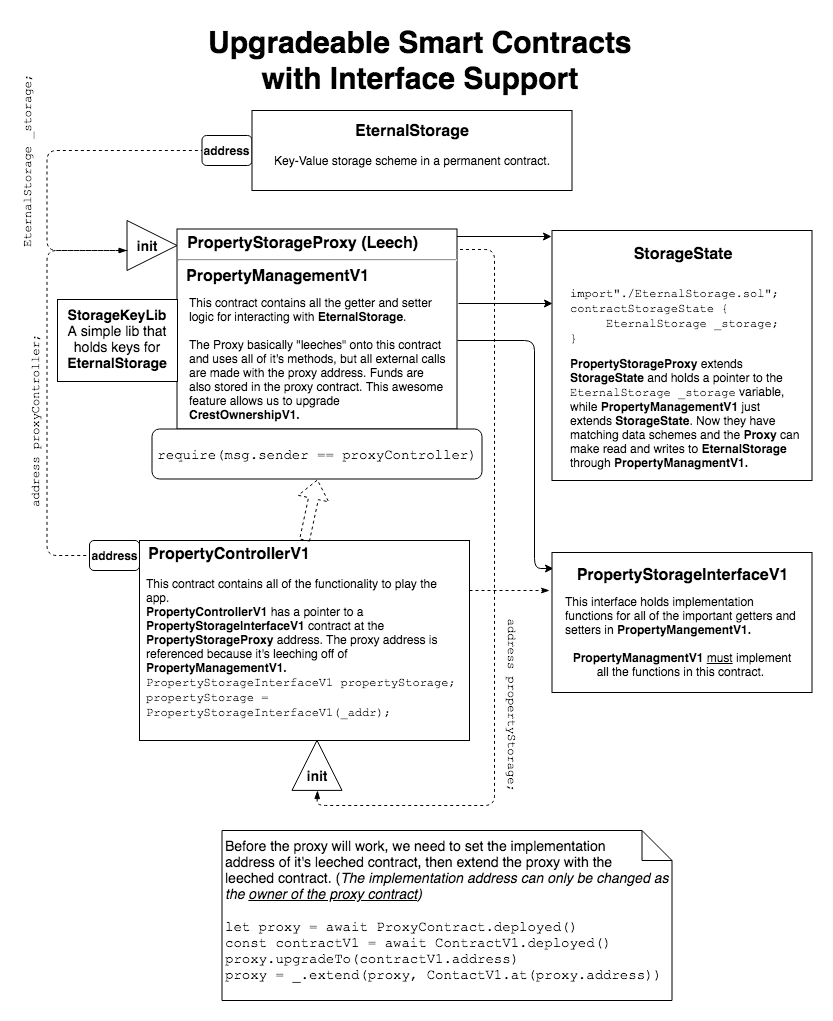 Upgradeable Smart Contracts
with Interface Support
EternalStorage _storage;
EternalStorage
address
Key-Value storage scheme in a permanent contract.
init
PropertyStorageProxy (Leech)
PropertyManagementV1
This contract contains all the getter and setter
logic for interacting with EternalStorage.
The Proxy basically "leeches" onto this contract
and uses all of it's methods, but all external calls
are made with the proxy address. Funds are
also stored in the proxy contract. This awesome
feature allows us to upgrade
CrestOwnershipV1.
StorageKeyLib
A simple lib that
holds keys for
EternalStorage
require(msg.sender == proxyController)
StorageState
import"./EternalStorage.sol";
contractStorageState {
EternalStorage _storage;
}
PropertyStorageProxy extends
StorageState and holds a pointer to the
EternalStorage _storage variable,
while PropertyManagementV1 just
extends StorageState. Now they have
matching data schemes and the Proxy can
make read and writes to EternalStorage
through PropertyManagmentV1.
address proxyController;
address
PropertyControllerV1
This contract contains all of the functionality to play the
app.
PropertyControllerV1 has a pointer to a
PropertyStorageInterfaceV1 contract at the
PropertyStorageProxy address. The proxy address is
referenced because it's leeching off of
PropertyManagementV1.
PropertyStorageInterfaceV1 propertyStorage;
propertyStorage =
PropertyStorageInterfaceV1(_addr);
init
address propertyStorage;
PropertyStorageInterfaceV1
This interface holds implementation
functions for all of the important getters and
setters in PropertyMangementV1.
PropertyManagmentV1 must implement
all the functions in this contract.
Before the proxy will work, we need to set the implementation
address of it's leeched contract, then extend the proxy with the
leeched contract. (The implementation address can only be changed as
the owner of the proxy contract)
let proxy = await ProxyContract.deployed()
const contractV1 = await ContractV1.deployed()
proxy.upgradeTo(contractV1.address)
proxy = _.extend(proxy, ContactV1.at(proxy.address))